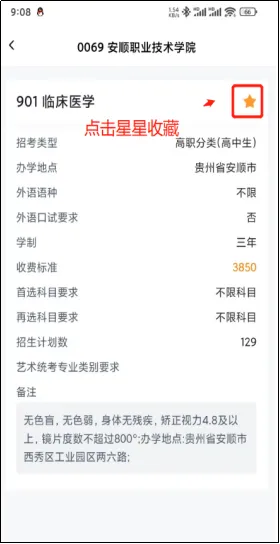 9:08
1.54
KB/s
60
0069 安顺职业技术学院
901 临床医学
点击星星收藏
招考类型 高职分类(高中生)
办学地点 贵州省安顺市
外语语种 不限
外语口试要求 否
学制 三年
收费标准 3850
首选科目要求 不限科目
再选科目要求 不限科目
招生计划数 129
艺术统考专业类别要求
备注
无色盲，无色弱，身体无残疾，矫正视力4.8及以
上，镜片度数不超过800°;办学地点:贵州省安顺市
西秀区工业园区两六路;